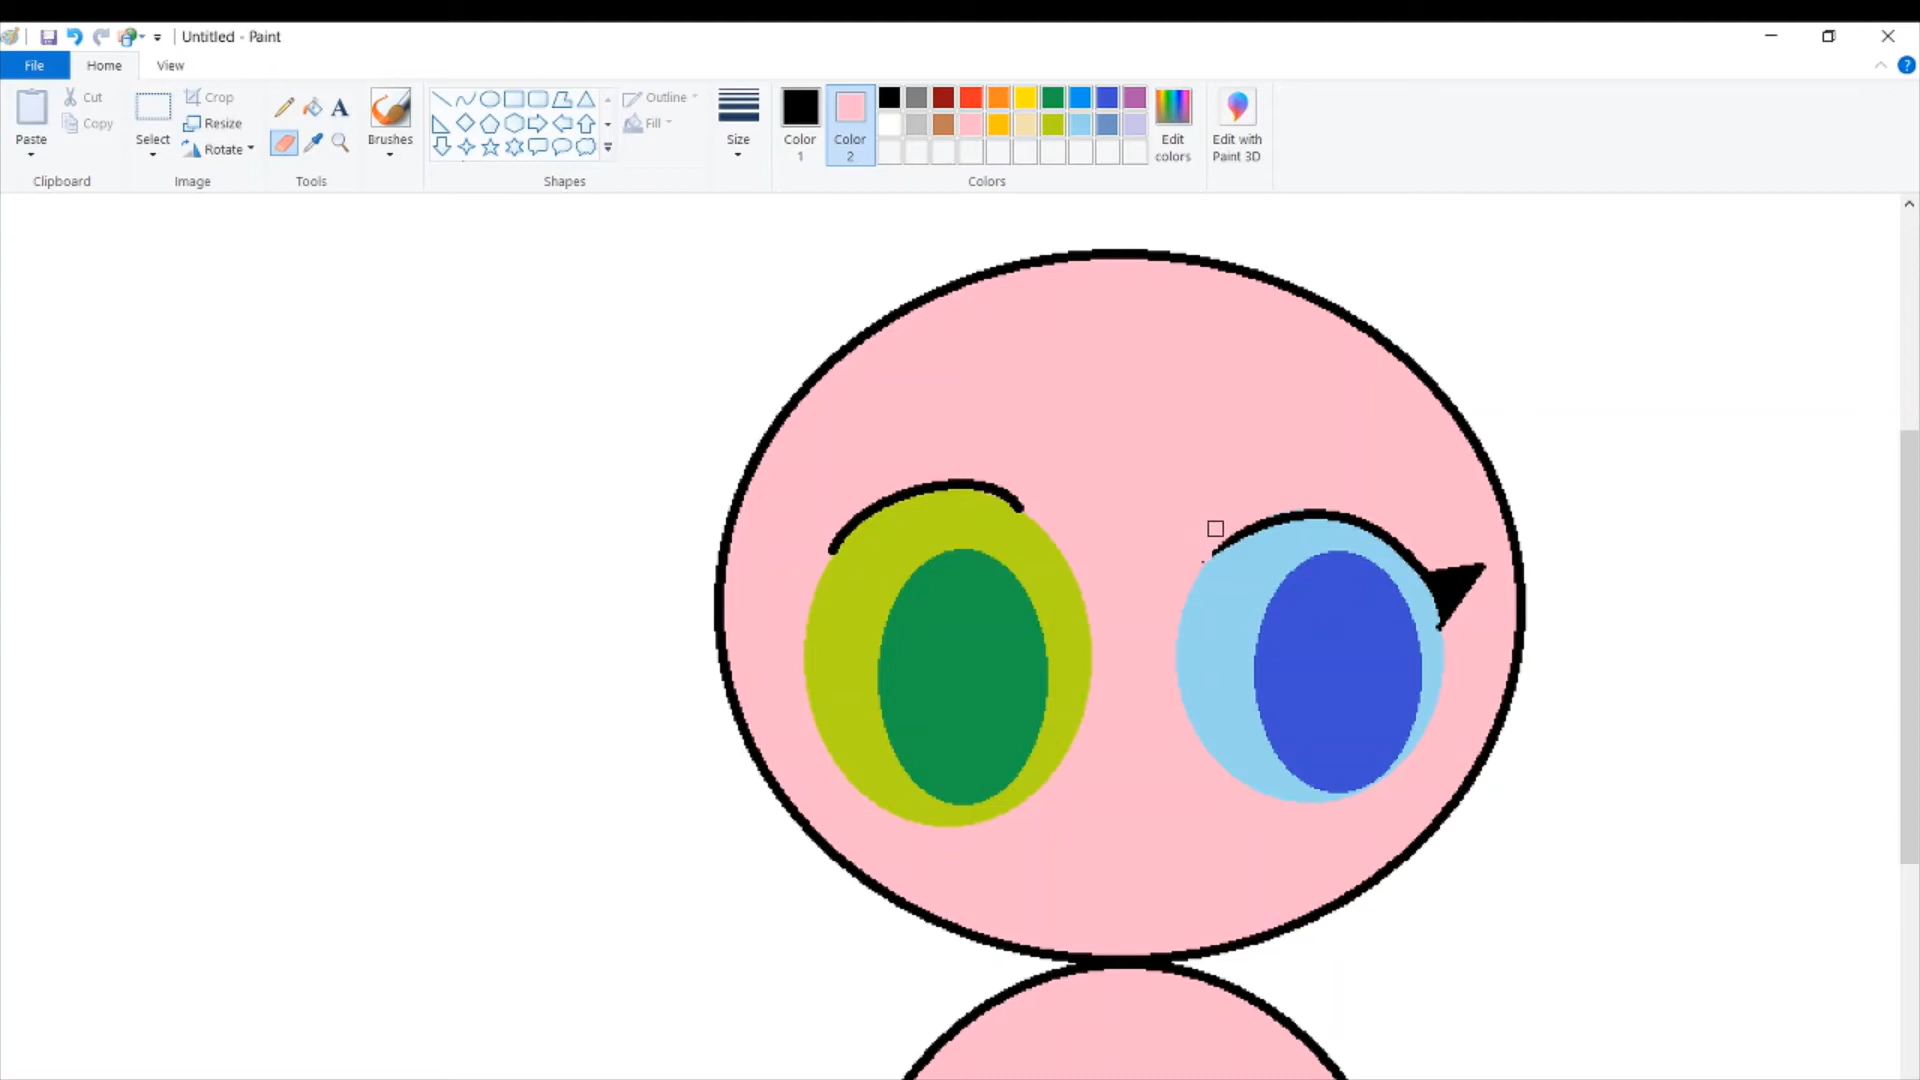 Untitled - Paint
File Home View
Paste
Cut
Copy
Clipboard
Select
Crop
Resize
Rotate
Image
A
Tools
Brushes
Outline
Fill
Shapes
Size
Color 1
Color 2
Edit colors
Colors
Edit with Paint 3D
?